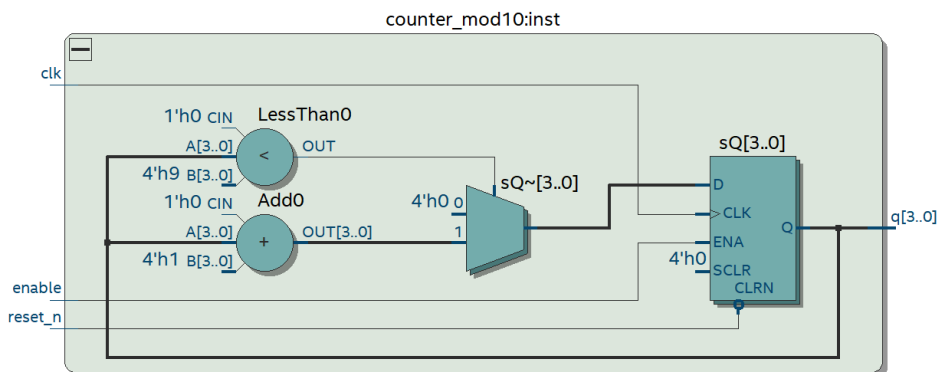 counter_mod10:inst
clk
LessThan0
1'h0 CIN
A[3..0]
OUT
<
4'h9 B[3..0]
1'h0 CIN
Add0
A[3..0]
OUT[3..0]
+
4'h1 B[3..0]
sQ~[3..0]
4'h0 0
1
sQ[3..0]
D
CLK
Q
q[3..0]
ENA
4'h0
SCLR
CLRN
enable
reset_n